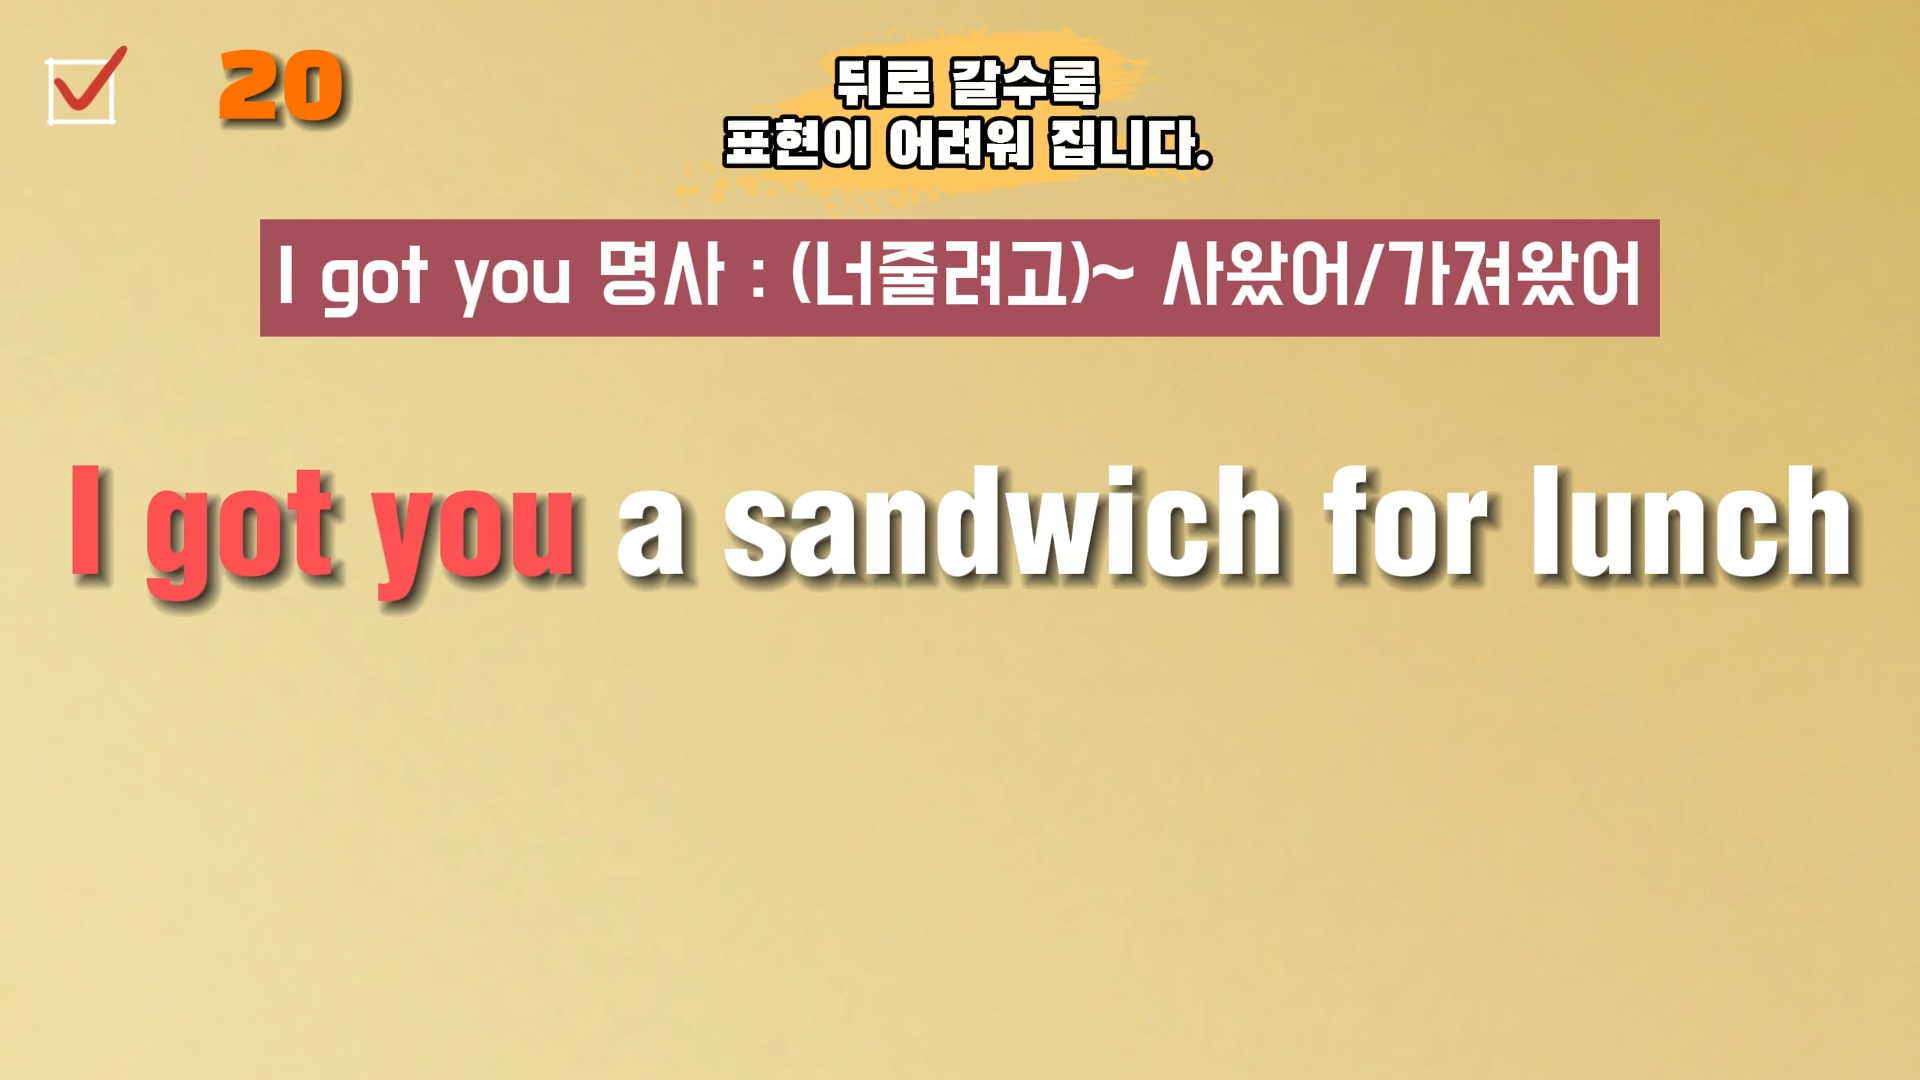 20
뒤로 갈수록
표현이 어려워 집니다.
I got you 명사 : (너줄려고)~ 사왔어/가져왔어
I got you a sandwich for lunch